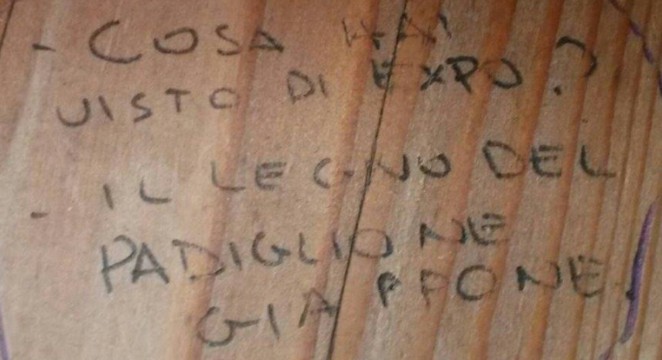 - COSA HAI
VISTO DI EXPO?
- IL LEGNO DEL
PADIGLIONE
GIAPPONE!